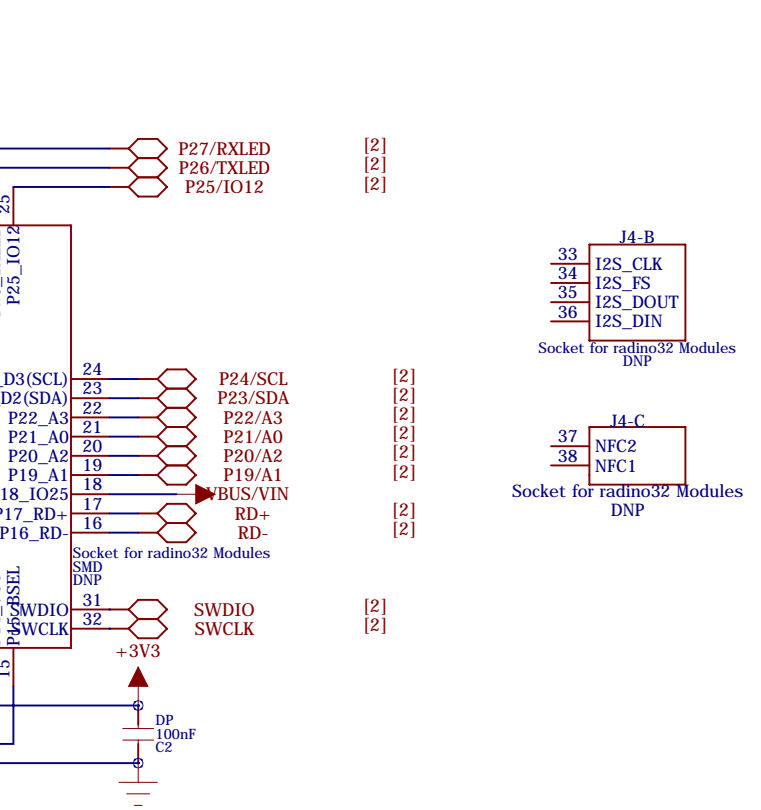 P27/RXLED [2]
P26/TXLED [2]
P25/IO12 [2]
25
P25_IO12
J4-B
33 I2S_CLK
34 I2S_FS
35 I2S_DOUT
36 I2S_DIN
Socket for radino32 Modules
DNP
_D3(SCL) 24 P24/SCL [2]
D2(SDA) 23 P23/SDA [2]
P22_A3 22 P22/A3 [2]
P21_A0 21 P21/A0 [2]
P20_A2 20 P20/A2 [2]
P19_A1 19 P19/A1 [2]
18_IO25 18 VBUS/VIN
P17_RD+ 17 RD+ [2]
P16_RD- 16 RD- [2]
J4-C
37 NFC2
38 NFC1
Socket for radino32 Modules
DNP
Socket for radino32 Modules
SMD
DNP
P15_BSEL
SWDIO 31 SWDIO [2]
SWCLK 32 SWCLK [2]
15
+3V3
DP
100nF
C2